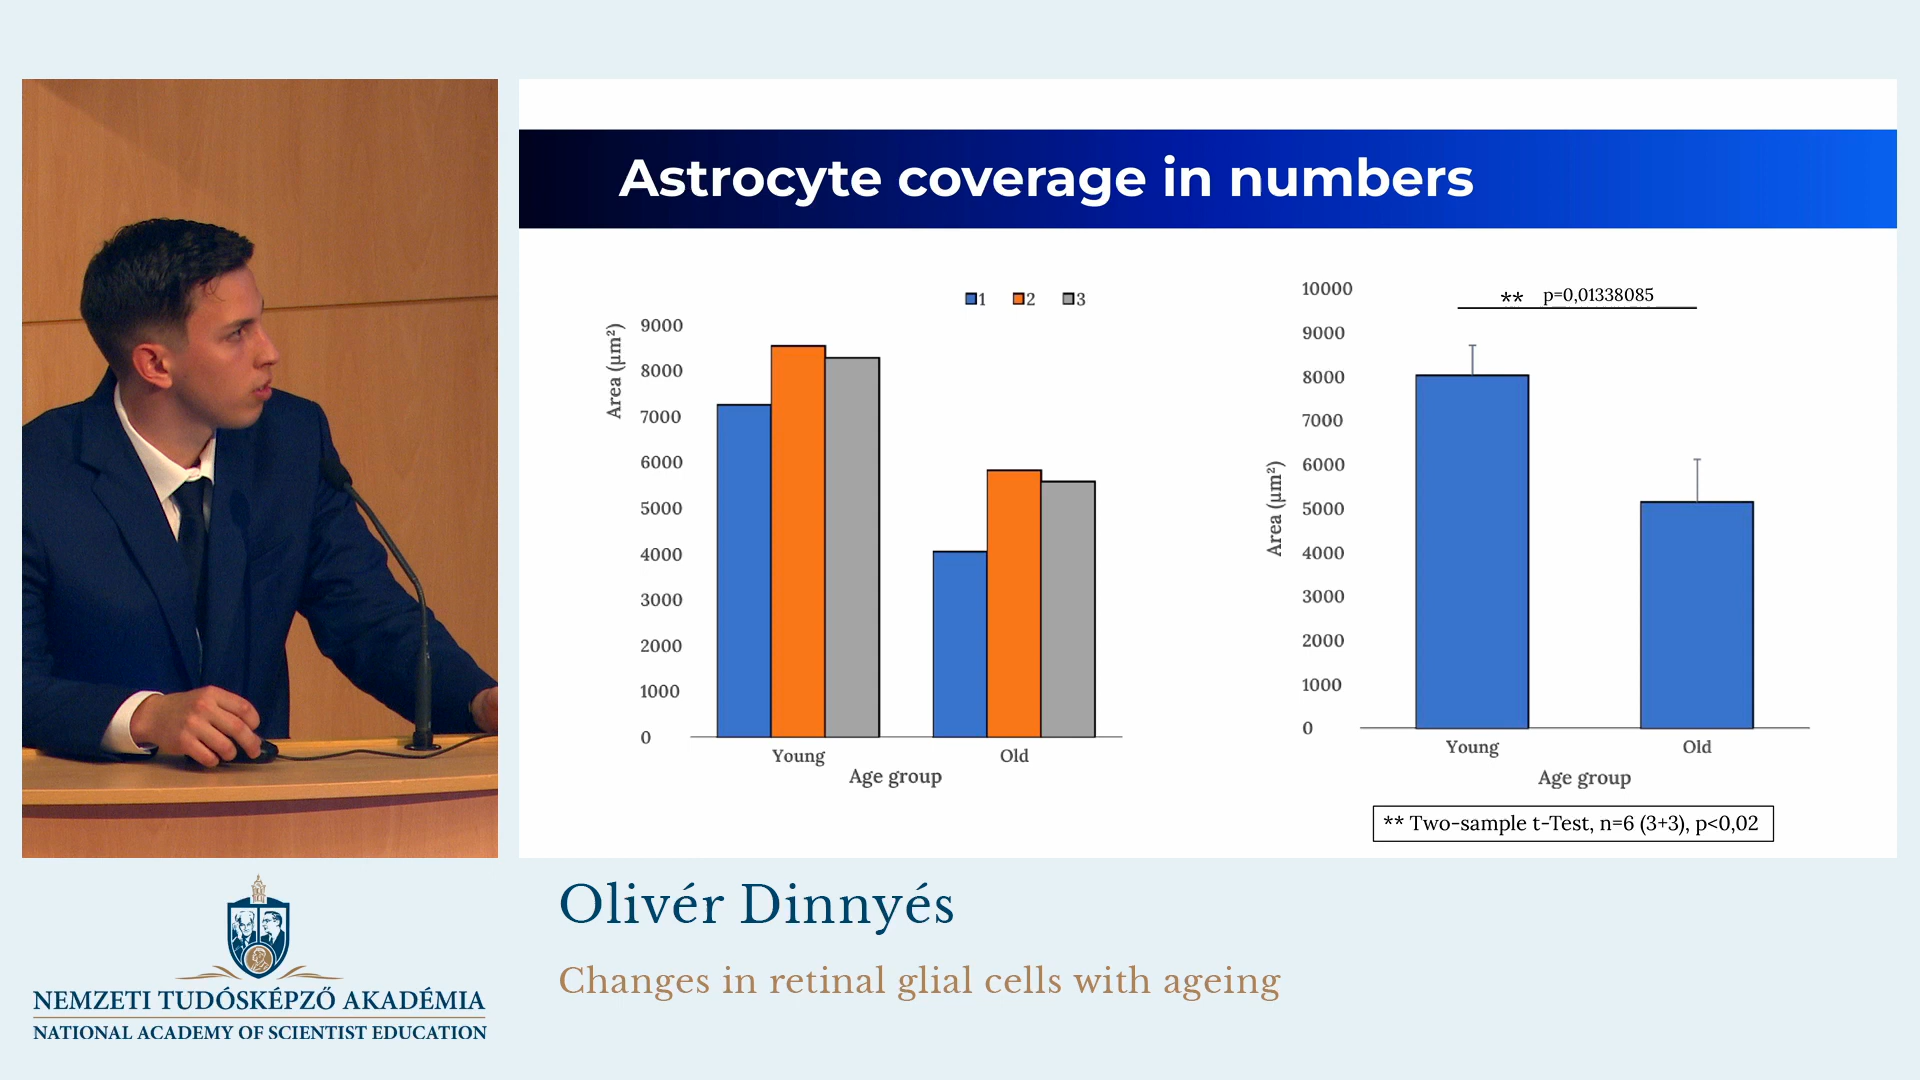 Astrocyte coverage in numbers
1 2 3
Area (µm²)
9000
8000
7000
6000
5000
4000
3000
2000
1000
0
Young Old
Age group
** p=0,01338085
Area (µm²)
10000
9000
8000
7000
6000
5000
4000
3000
2000
1000
0
Young Old
Age group
** Two-sample t-Test, n=6 (3+3), p<0,02
Olivér Dinnyés
Changes in retinal glial cells with ageing
NEMZETI TUDÓSKÉPZŐ AKADÉMIA
NATIONAL ACADEMY OF SCIENTIST EDUCATION